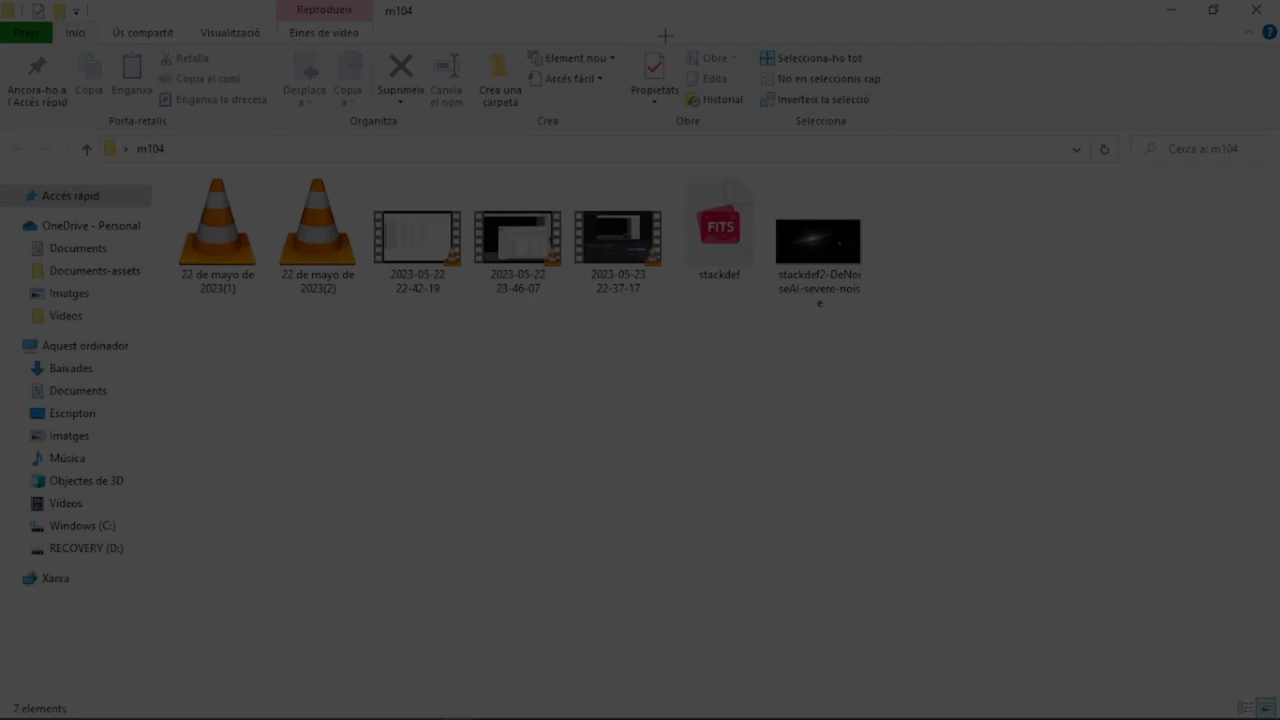 Reprodueix
m104
Fitxer
Inici
Ús compartit
Visualització
Eines de vídeo
Ancora-ho a
l'Accés ràpid
Copia
Enganxa
Retalla
Copia el camí
Enganxa la drecera
Porta-retalls
Desplaça
a
Copia
a
Suprimeix
Canvia
el nom
Organitza
Crea una
carpeta
Element nou
Accés fàcil
Crea
Propietats
Obre
Edita
Historial
Obre
Selecciona-ho tot
No en seleccionis cap
Inverteix la selecció
Selecciona
m104
Cerca a: m104
Accés ràpid
OneDrive - Personal
Documents
Documents-assets
Imatges
Vídeos
Aquest ordinador
Baixades
Documents
Escriptori
Imatges
Música
Objectes de 3D
Vídeos
Windows (C:)
RECOVERY (D:)
Xarxa
22 de mayo de
2023(1)
22 de mayo de
2023(2)
2023-05-22
22-42-19
2023-05-22
23-46-07
2023-05-23
22-37-17
FITS
stackdef
stackdef2-DeNoi
seAI-severe-nois
e
7 elements